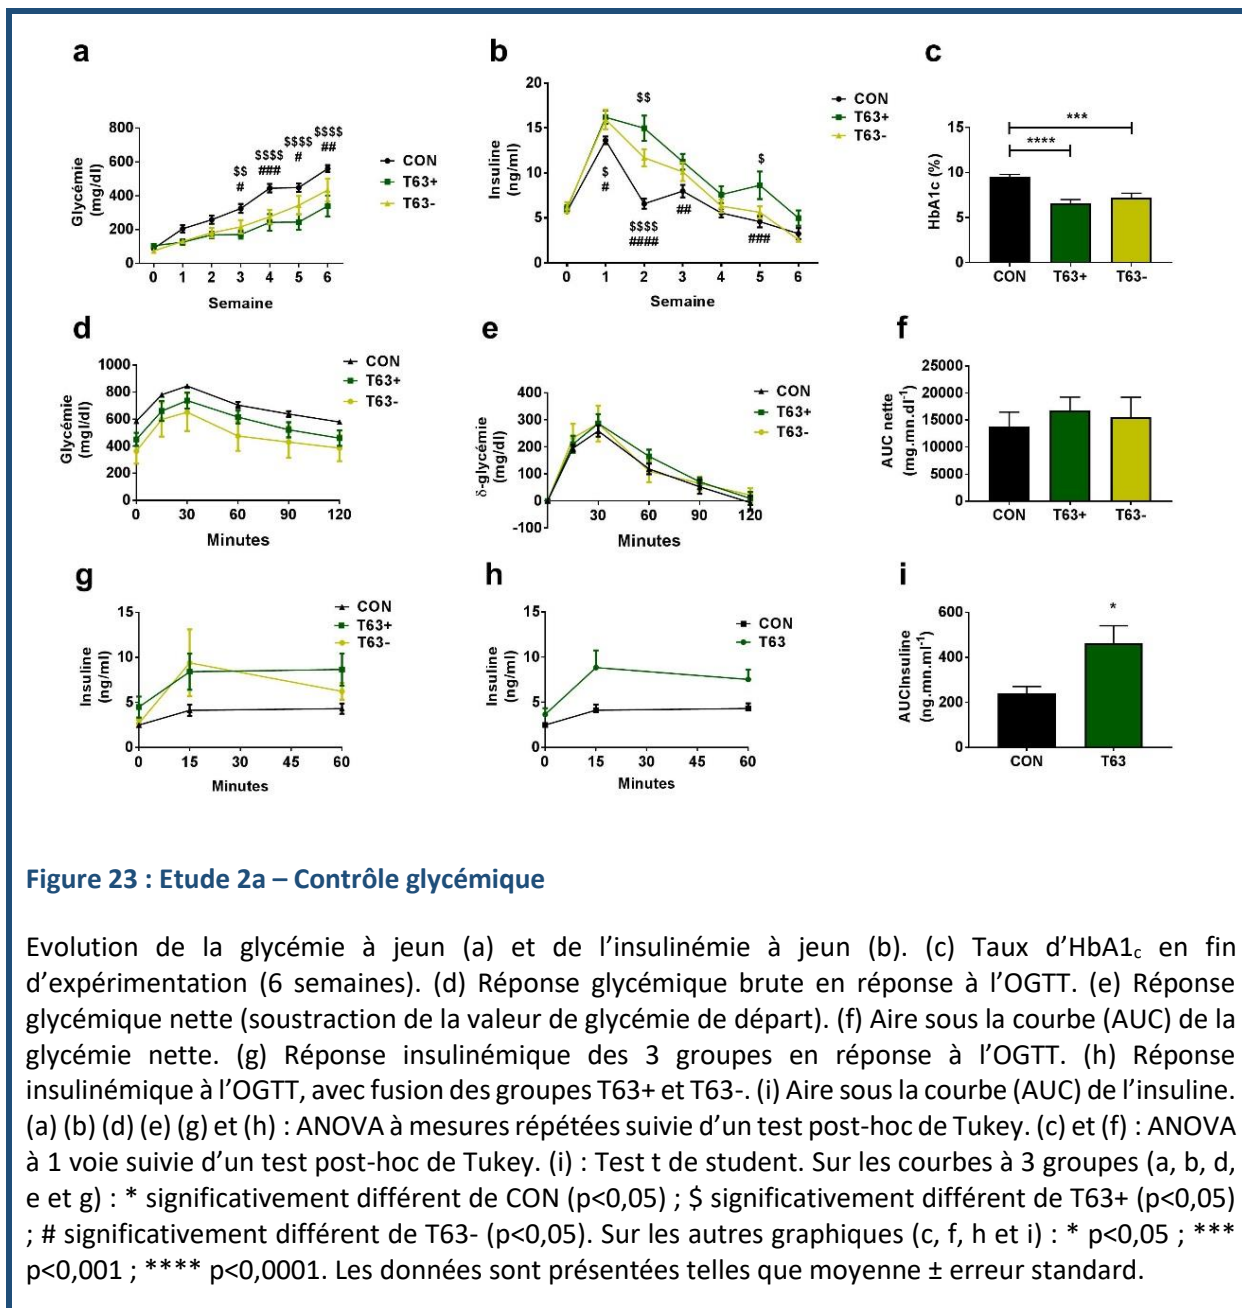 a
800
600
400
200
0
Glycémie
(mg/dl)
$$
#
$$$$
###
$$$$
#
$$$$
##
CON
T63+
T63-
0 1 2 3 4 5 6
Semaine
b
20
15
10
5
0
Insuline
(ng/ml)
$$
$
$
#
$$$$
####
##
###
CON
T63+
T63-
0 1 2 3 4 5 6
Semaine
c
***
****
15
10
5
0
HbA1c (%)
CON T63+ T63-
d
1000
800
600
400
200
0
Glycémie
(mg/dl)
CON
T63+
T63-
0 30 60 90 120
Minutes
e
400
300
200
100
0
-100
δ-glycémie
(mg/dl)
CON
T63+
T63-
30 60 90 120
Minutes
f
25000
20000
15000
10000
5000
0
AUC nette
(mg.mn.dl⁻¹)
CON T63+ T63-
g
15
10
5
0
Insuline
(ng/ml)
CON
T63+
T63-
0 15 30 45 60
Minutes
h
15
10
5
0
Insuline
(ng/ml)
CON
T63
0 15 30 45 60
Minutes
i
600
400
200
0
AUCInsuline
(ng.mn.ml⁻¹)
*
CON T63
Figure 23 : Etude 2a – Contrôle glycémique
Evolution de la glycémie à jeun (a) et de l’insulinémie à jeun (b). (c) Taux d’HbA1c en fin
d’expérimentation (6 semaines). (d) Réponse glycémique brute en réponse à l’OGTT. (e) Réponse
glycémique nette (soustraction de la valeur de glycémie de départ). (f) Aire sous la courbe (AUC) de la
glycémie nette. (g) Réponse insulinémique des 3 groupes en réponse à l’OGTT. (h) Réponse
insulinémique à l’OGTT, avec fusion des groupes T63+ et T63-. (i) Aire sous la courbe (AUC) de l’insuline.
(a) (b) (d) (e) (g) et (h) : ANOVA à mesures répétées suivie d’un test post-hoc de Tukey. (c) et (f) : ANOVA
à 1 voie suivie d’un test post-hoc de Tukey. (i) : Test t de student. Sur les courbes à 3 groupes (a, b, d,
e et g) : * significativement différent de CON (p<0,05) ; $ significativement différent de T63+ (p<0,05)
; # significativement différent de T63- (p<0,05). Sur les autres graphiques (c, f, h et i) : * p<0,05 ; ***
p<0,001 ; **** p<0,0001. Les données sont présentées telles que moyenne ± erreur standard.